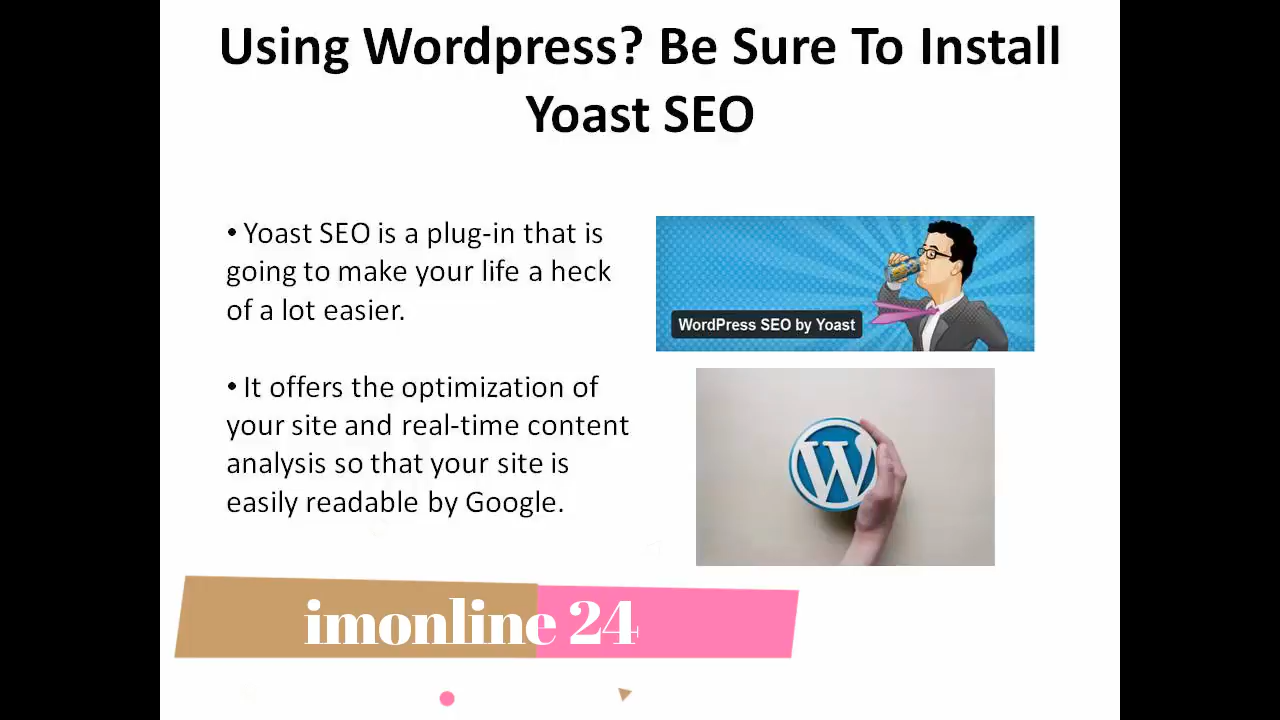 Using Wordpress? Be Sure To Install
Yoast SEO
• Yoast SEO is a plug-in that is
going to make your life a heck
of a lot easier.
• It offers the optimization of
your site and real-time content
analysis so that your site is
easily readable by Google.
WordPress SEO by Yoast
W
imonline 24